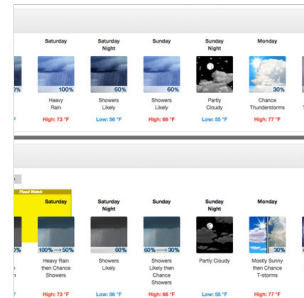 Saturday Saturday Night Sunday Sunday Night Monday
0% 100% 60% 60% 30%
Heavy Rain Showers Likely Showers Likely Partly Cloudy Chance Thunderstorms
°F High: 73 °F Low: 56 °F High: 66 °F Low: 55 °F High: 77 °F
Flood Watch
Saturday Saturday Night Sunday Sunday Night Monday
100% 50% 60% 60% 30% 30%
Heavy Rain then Chance Showers Showers Likely Showers Likely then Chance Showers Partly Cloudy Mostly Sunny then Chance T-storms
°F High: 73 °F Low: 56 °F High: 66 °F Low: 55 °F High: 77 °F